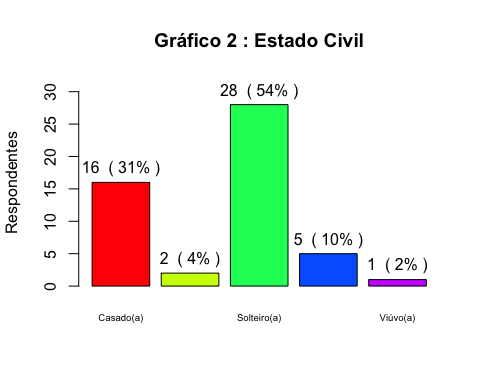 Gráfico 2 : Estado Civil
Respondentes
30
25
20
15
10
5
0
16 ( 31% )
2 ( 4% )
28 ( 54% )
5 ( 10% )
1 ( 2% )
Casado(a)
Solteiro(a)
Viúvo(a)